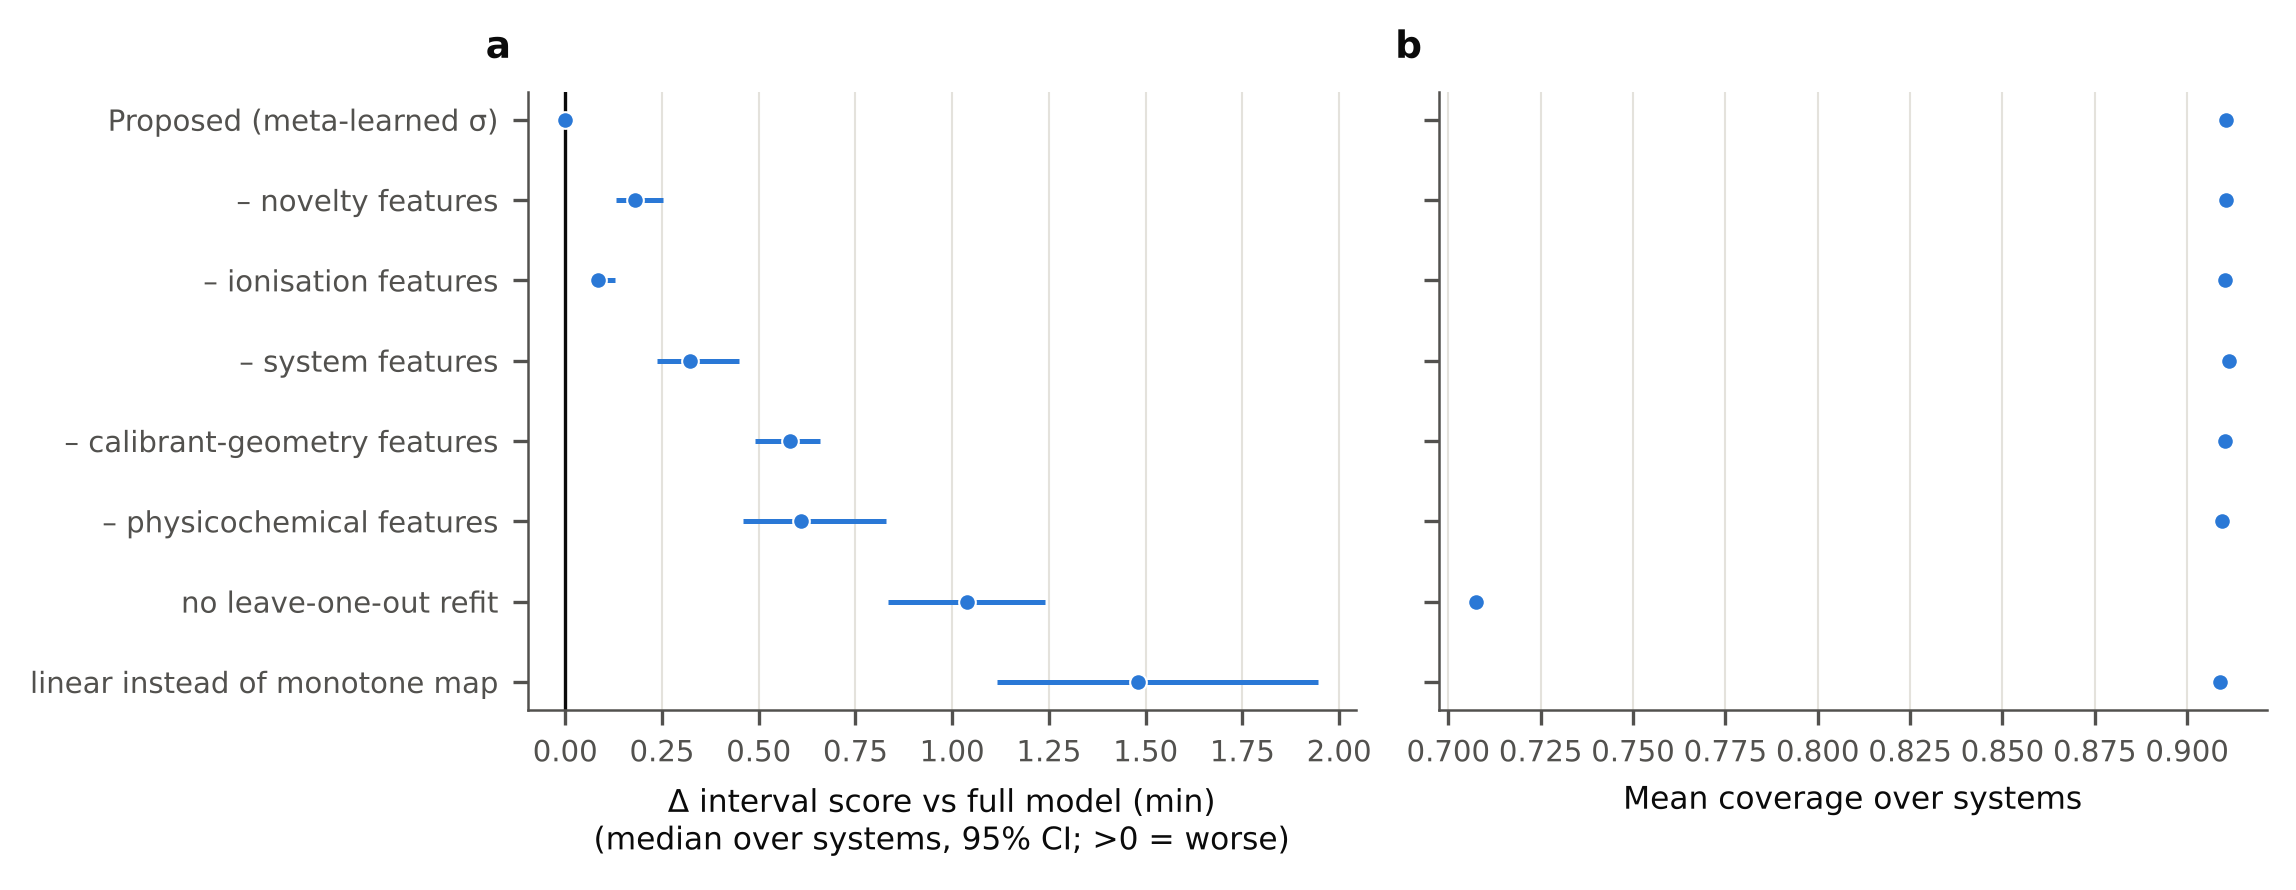 a
b
Proposed (meta-learned σ)
– novelty features
– ionisation features
– system features
– calibrant-geometry features
– physicochemical features
no leave-one-out refit
linear instead of monotone map
0.00 0.25 0.50 0.75 1.00 1.25 1.50 1.75 2.00
0.700 0.725 0.750 0.775 0.800 0.825 0.850 0.875 0.900
Δ interval score vs full model (min)
(median over systems, 95% CI; >0 = worse)
Mean coverage over systems